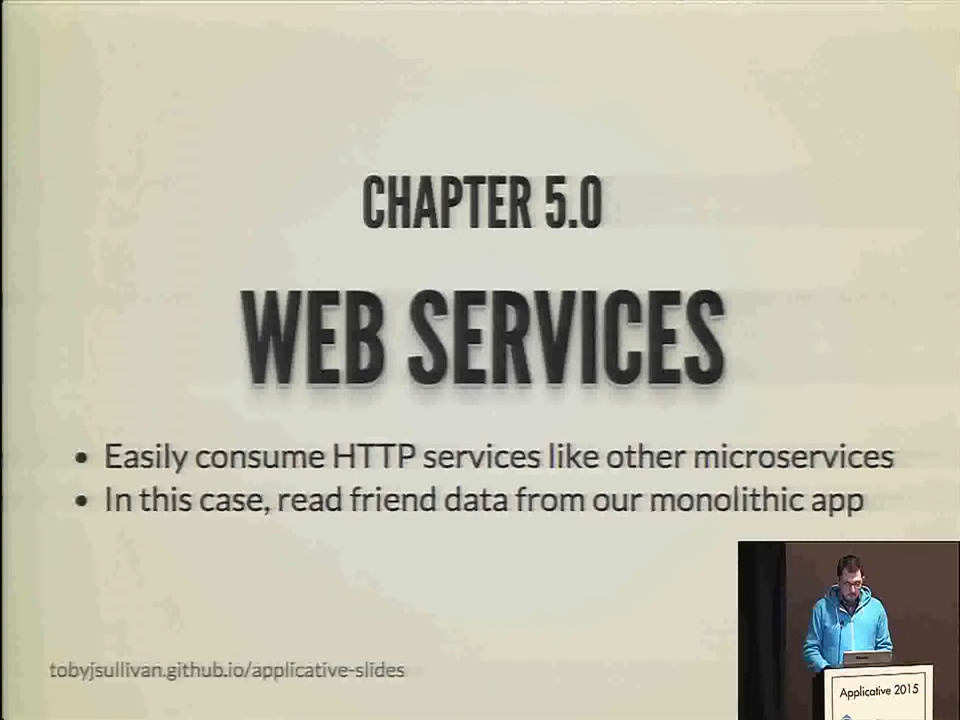 CHAPTER 5.0
WEB SERVICES
• Easily consume HTTP services like other microservices
• In this case, read friend data from our monolithic app
tobyjsullivan.github.io/applicative-slides
Applicative 2015